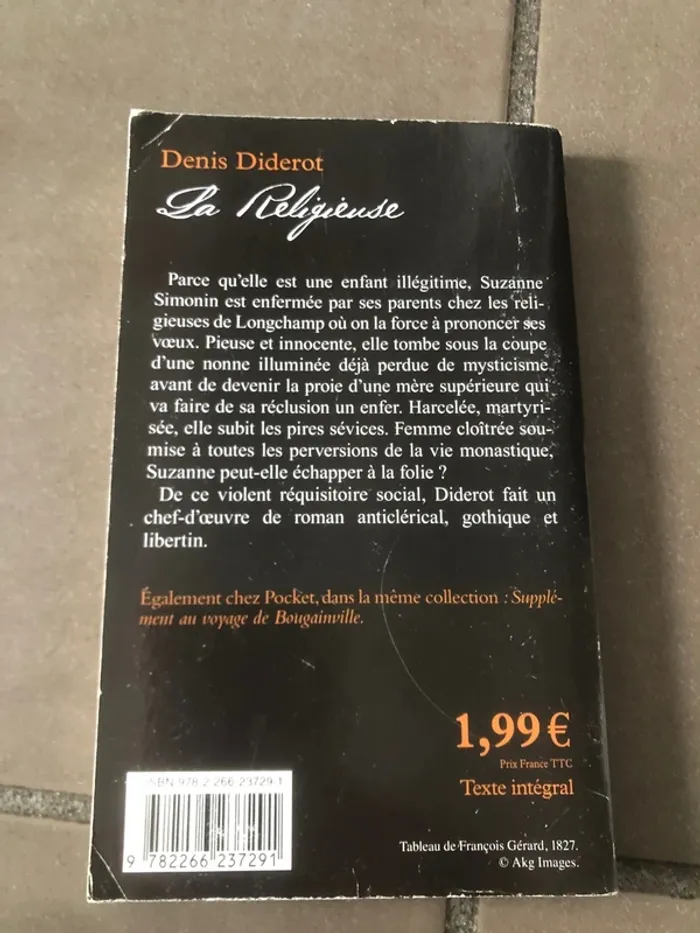 Denis Diderot
La Religieuse
Parce qu'elle est une enfant illégitime, Suzanne
Simonin est enfermée par ses parents chez les reli-
gieuses de Longchamp où on la force à prononcer ses
vœux. Pieuse et innocente, elle tombe sous la coupe
d'une nonne illuminée déjà perdue de mysticisme
avant de devenir la proie d'une mère supérieure qui
va faire de sa réclusion un enfer. Harcelée, martyri-
sée, elle subit les pires sévices. Femme cloîtrée sou-
mise à toutes les perversions de la vie monastique,
Suzanne peut-elle échapper à la folie ?
De ce violent réquisitoire social, Diderot fait un
chef-d'œuvre de roman anticlérical, gothique et
libertin.
Également chez Pocket, dans la même collection : Supplé-
ment au voyage de Bougainville.
1,99 €
Prix France TTC
Texte intégral
ISBN 978-2-266-23729-1
9 782266 237291
Tableau de François Gérard, 1827.
© Akg Images.